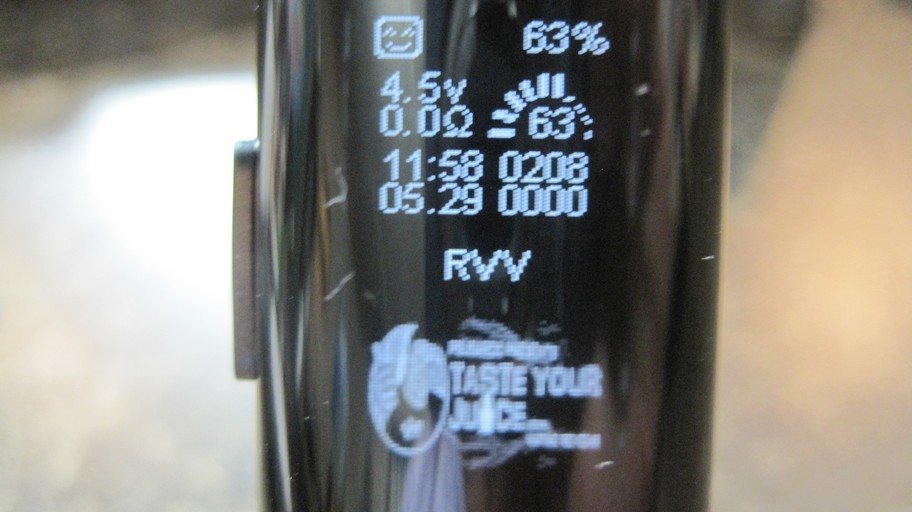 63%
4.5v
0.0Ω 63
11:58 0208
05.29 0000
RVV
TASTE YOUR
JUICE